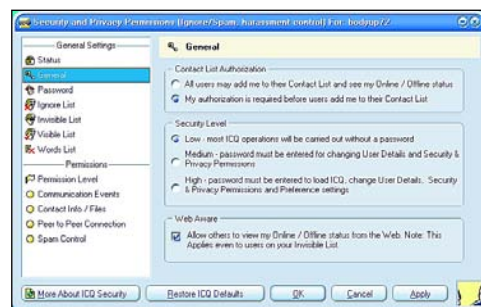 Security and Privacy Permissions (Ignore/Spam, harassment control) For: bodyup72
General Settings
Status
General
Password
Ignore List
Invisible List
Visible List
Words List
Permissions
Permission Level
Communication Events
Contact Info / Files
Peer to Peer Connection
Spam Control
General
Contact List Authorization
All users may add me to their Contact List and see my Online / Offline status
My authorization is required before users add me to their Contact List
Security Level
Low - most ICQ operations will be carried out without a password
Medium - password must be entered for changing User Details and Security &
Privacy Permissions
High - password must be entered to load ICQ, change User Details, Security
& Privacy Permissions and Preference settings
Web Aware
Allow others to view my Online / Offline status from the Web. Note: This
Applies even to users on your Invisible List
More About ICQ Security
Restore ICQ Defaults
OK
Cancel
Apply